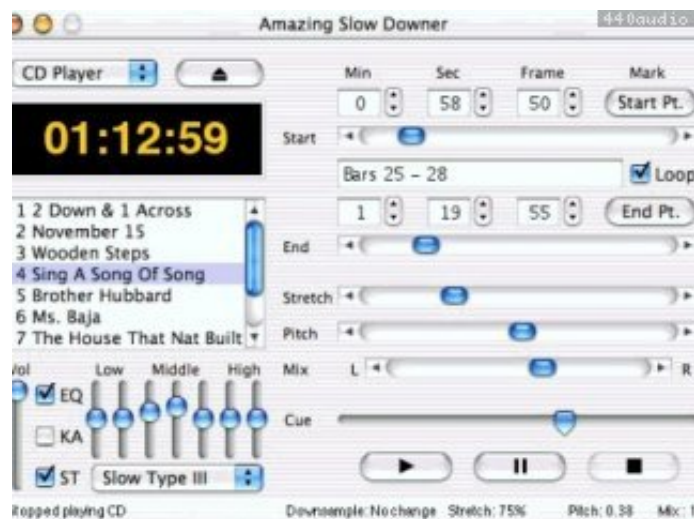 Amazing Slow Downer
440audio
CD Player
01:12:59
1 2 Down & 1 Across
2 November 15
3 Wooden Steps
4 Sing A Song Of Song
5 Brother Hubbard
6 Ms. Baja
7 The House That Nat Built
Low Middle High
EQ
KA
ST Slow Type III
Min Sec Frame Mark
0 58 50 Start Pt.
Start
Bars 25 - 28 Loop
1 19 55 End Pt.
End
Stretch
Pitch
Mix L R
Cue
Downsample: No change Stretch: 75% Pitch: 0.38 Mix:
playing CD